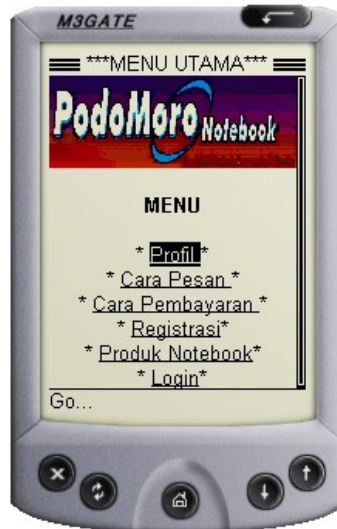 M3GATE
***MENU UTAMA***
PodoMoro Notebook
MENU
* Profil *
* Cara Pesan *
* Cara Pembayaran *
* Registrasi*
* Produk Notebook*
* Login*
Go...